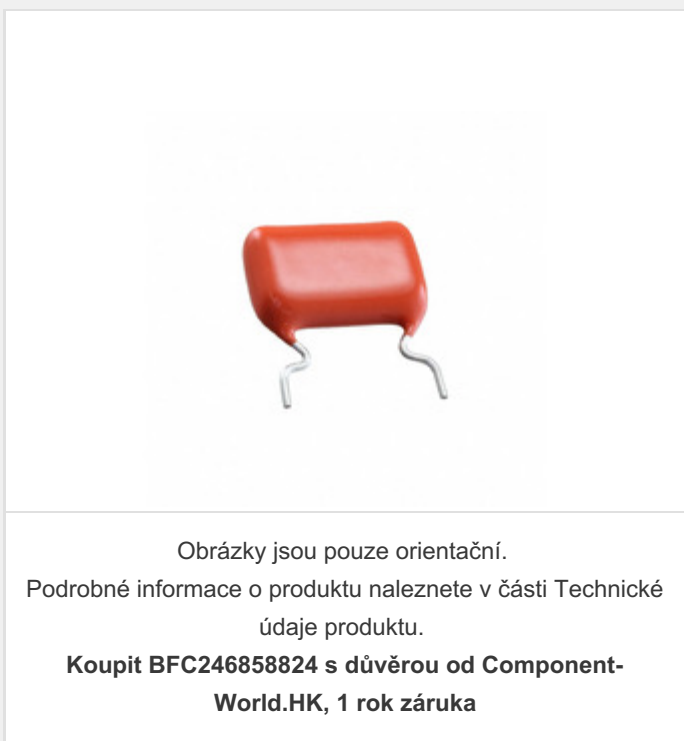 Obrázky jsou pouze orientační.
Podrobné informace o produktu naleznete v části Technické
údaje produktu.
Koupit BFC246858824 s důvěrou od Component-
World.HK, 1 rok záruka